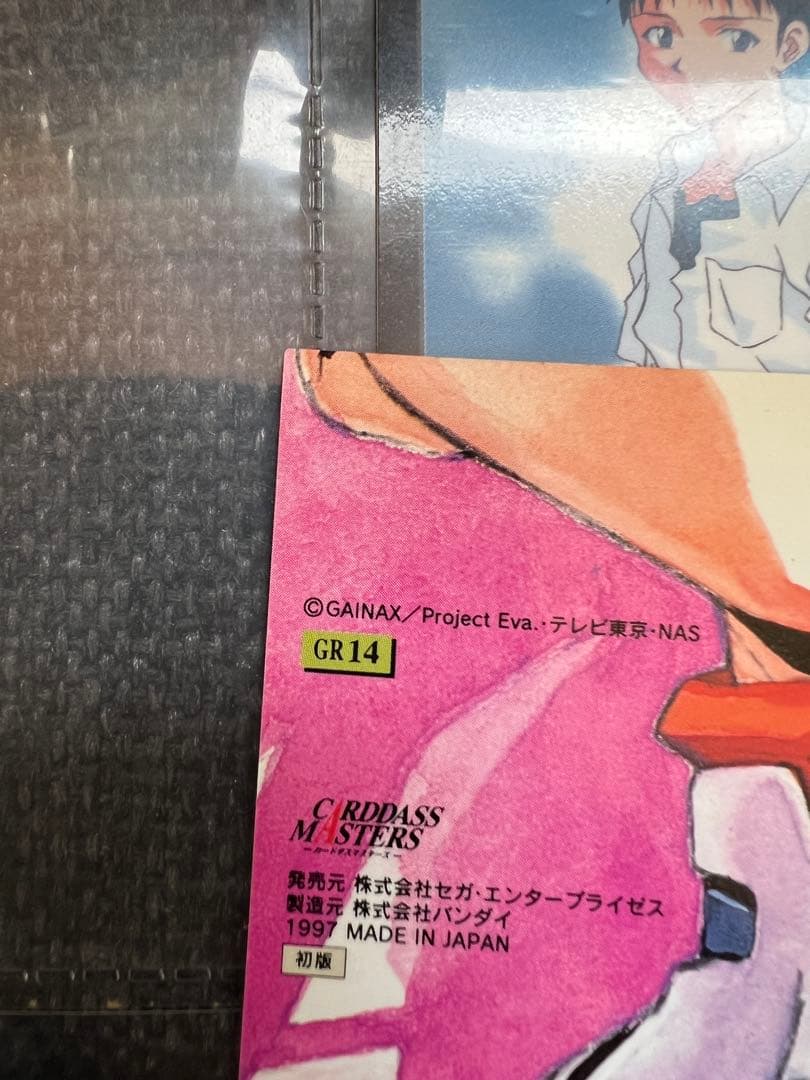 ©GAINAX／Project Eva.・テレビ東京・NAS
GR14
CARDDASS
MASTERS
ーカードダスマスターズー
発売元 株式会社セガ・エンタープライゼス
製造元 株式会社バンダイ
1997 MADE IN JAPAN
初版